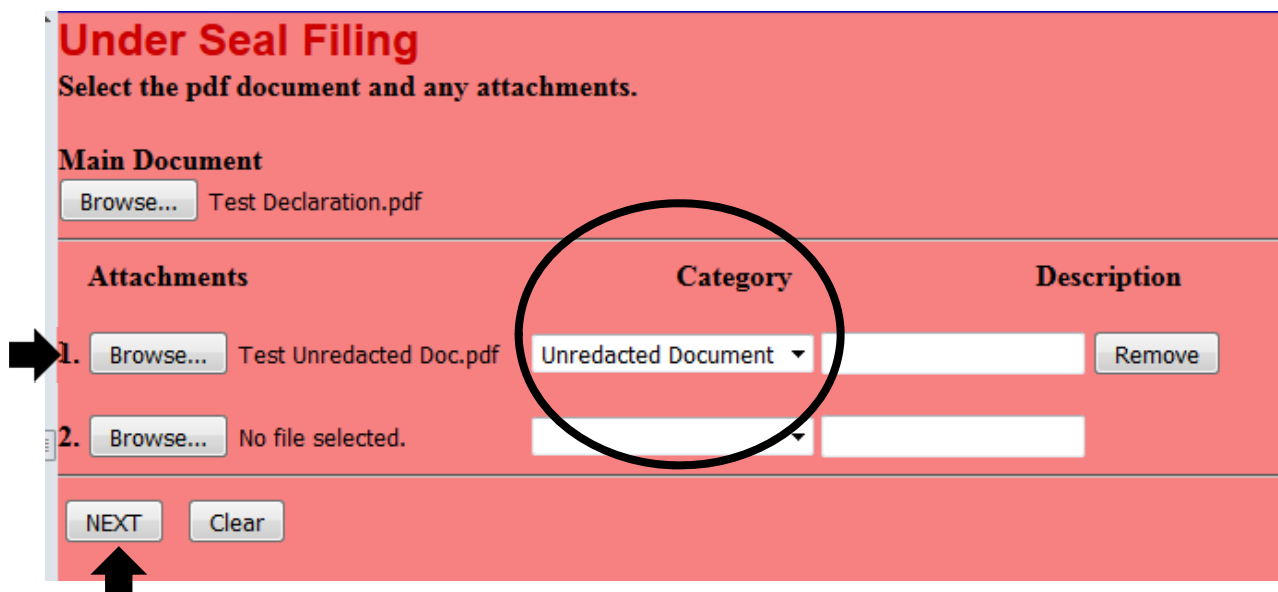 Under Seal Filing
Select the pdf document and any attachments.
Main Document
Browse... Test Declaration.pdf
Attachments Category Description
1. Browse... Test Unredacted Doc.pdf Unredacted Document Remove
2. Browse... No file selected.
NEXT Clear